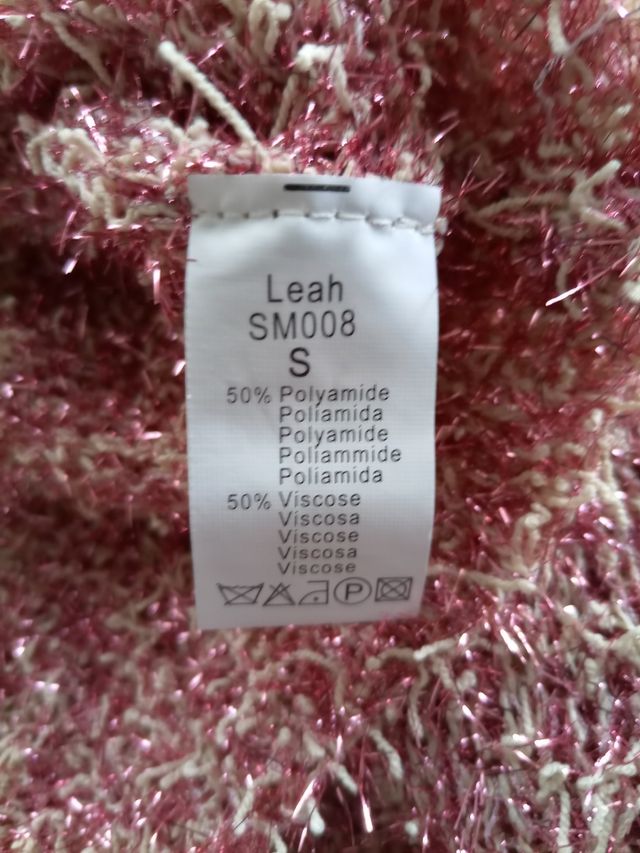 Leah
SM008
S
50% Polyamide
Poliamida
Polyamide
Poliammide
Poliamida
50% Viscose
Viscosa
Viscose
Viscosa
Viscose
P